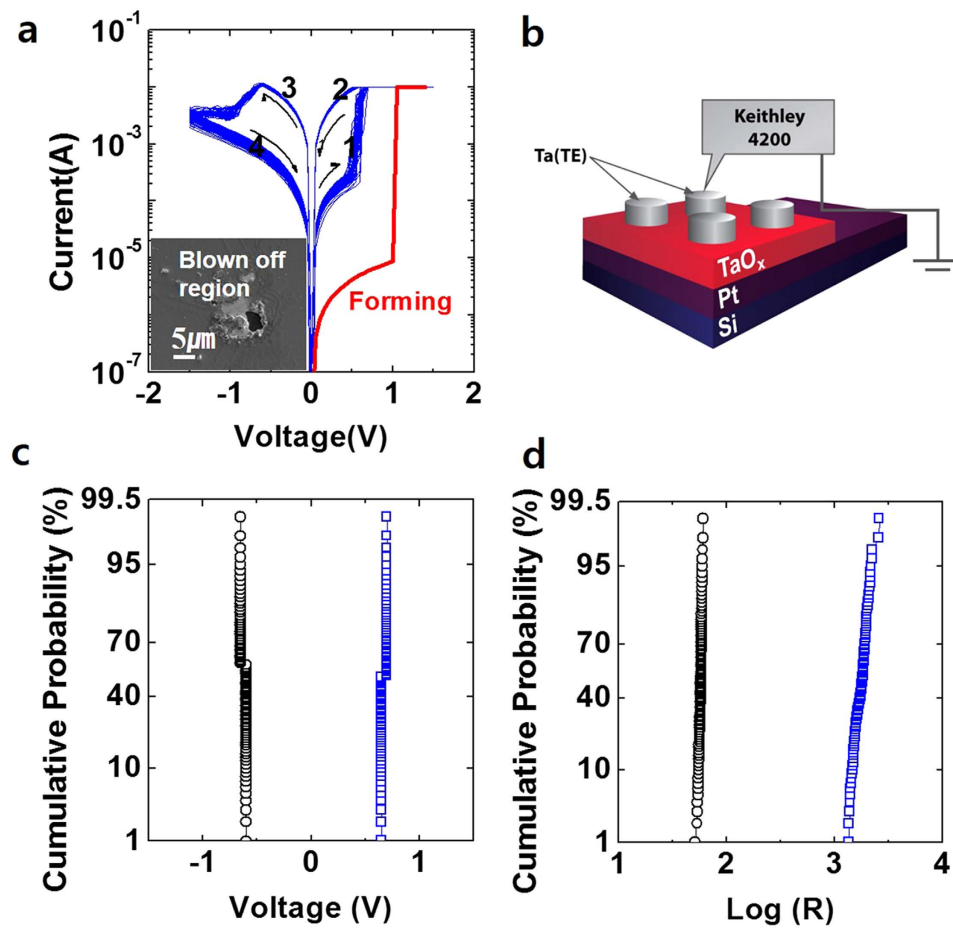 a
10⁻¹
10⁻³
10⁻⁵
10⁻⁷
Current(A)
3
2
4
1
Blown off
region
5㎛
Forming
-2
-1
0
1
2
Voltage(V)
b
Keithley
4200
Ta(TE)
TaOₓ
Pt
Si
c
99.5
95
70
40
10
1
Cumulative Probability (%)
-1
0
1
Voltage (V)
d
99.5
95
70
40
10
1
Cumulative Probability (%)
1
2
3
4
Log (R)